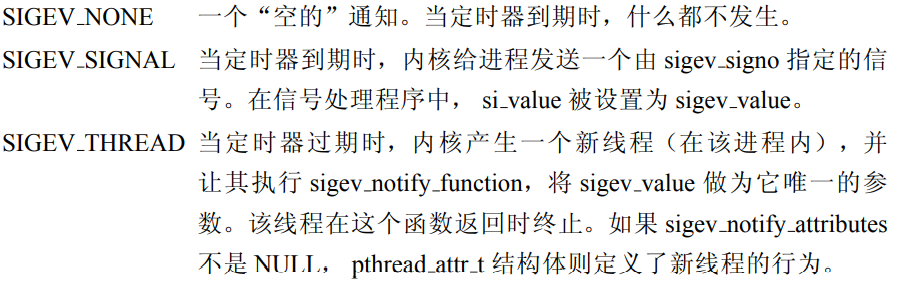 SIGEV_NONE 一个“空的”通知。当定时器到期时，什么都不发生。
SIGEV_SIGNAL 当定时器到期时，内核给进程发送一个由 sigev_signo 指定的信
号。在信号处理程序中， si_value 被设置为 sigev_value。
SIGEV_THREAD 当定时器过期时，内核产生一个新线程（在该进程内），并
让其执行 sigev_notify_function，将 sigev_value 做为它唯一的参
数。该线程在这个函数返回时终止。如果 sigev_notify_attributes
不是 NULL， pthread_attr_t 结构体则定义了新线程的行为。